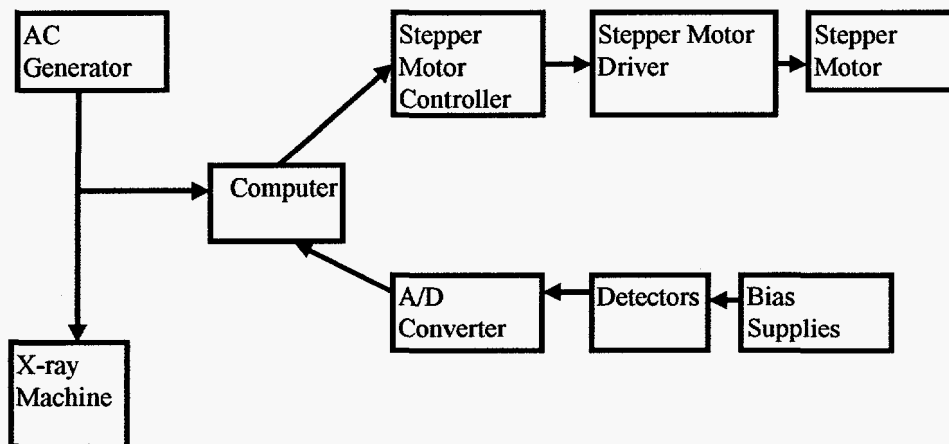 AC
Generator
Stepper
Motor
Controller
Stepper Motor
Driver
Stepper
Motor
Computer
A/D
Converter
Detectors
Bias
Supplies
X-ray
Machine